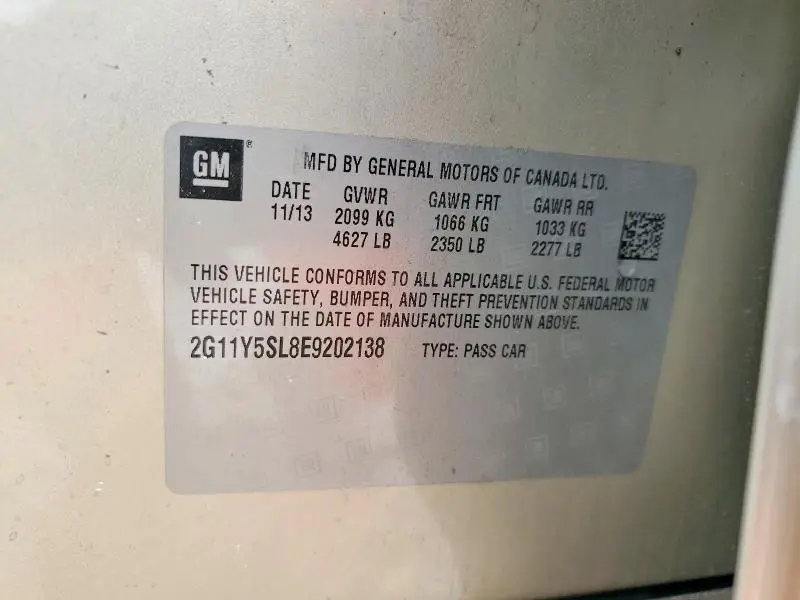 GM ®
MFD BY GENERAL MOTORS OF CANADA LTD.
DATE GVWR GAWR FRT GAWR RR
11/13 2099 KG 1066 KG 1033 KG
4627 LB 2350 LB 2277 LB
THIS VEHICLE CONFORMS TO ALL APPLICABLE U.S. FEDERAL MOTOR
VEHICLE SAFETY, BUMPER, AND THEFT PREVENTION STANDARDS IN
EFFECT ON THE DATE OF MANUFACTURE SHOWN ABOVE.
2G11Y5SL8E9202138 TYPE: PASS CAR